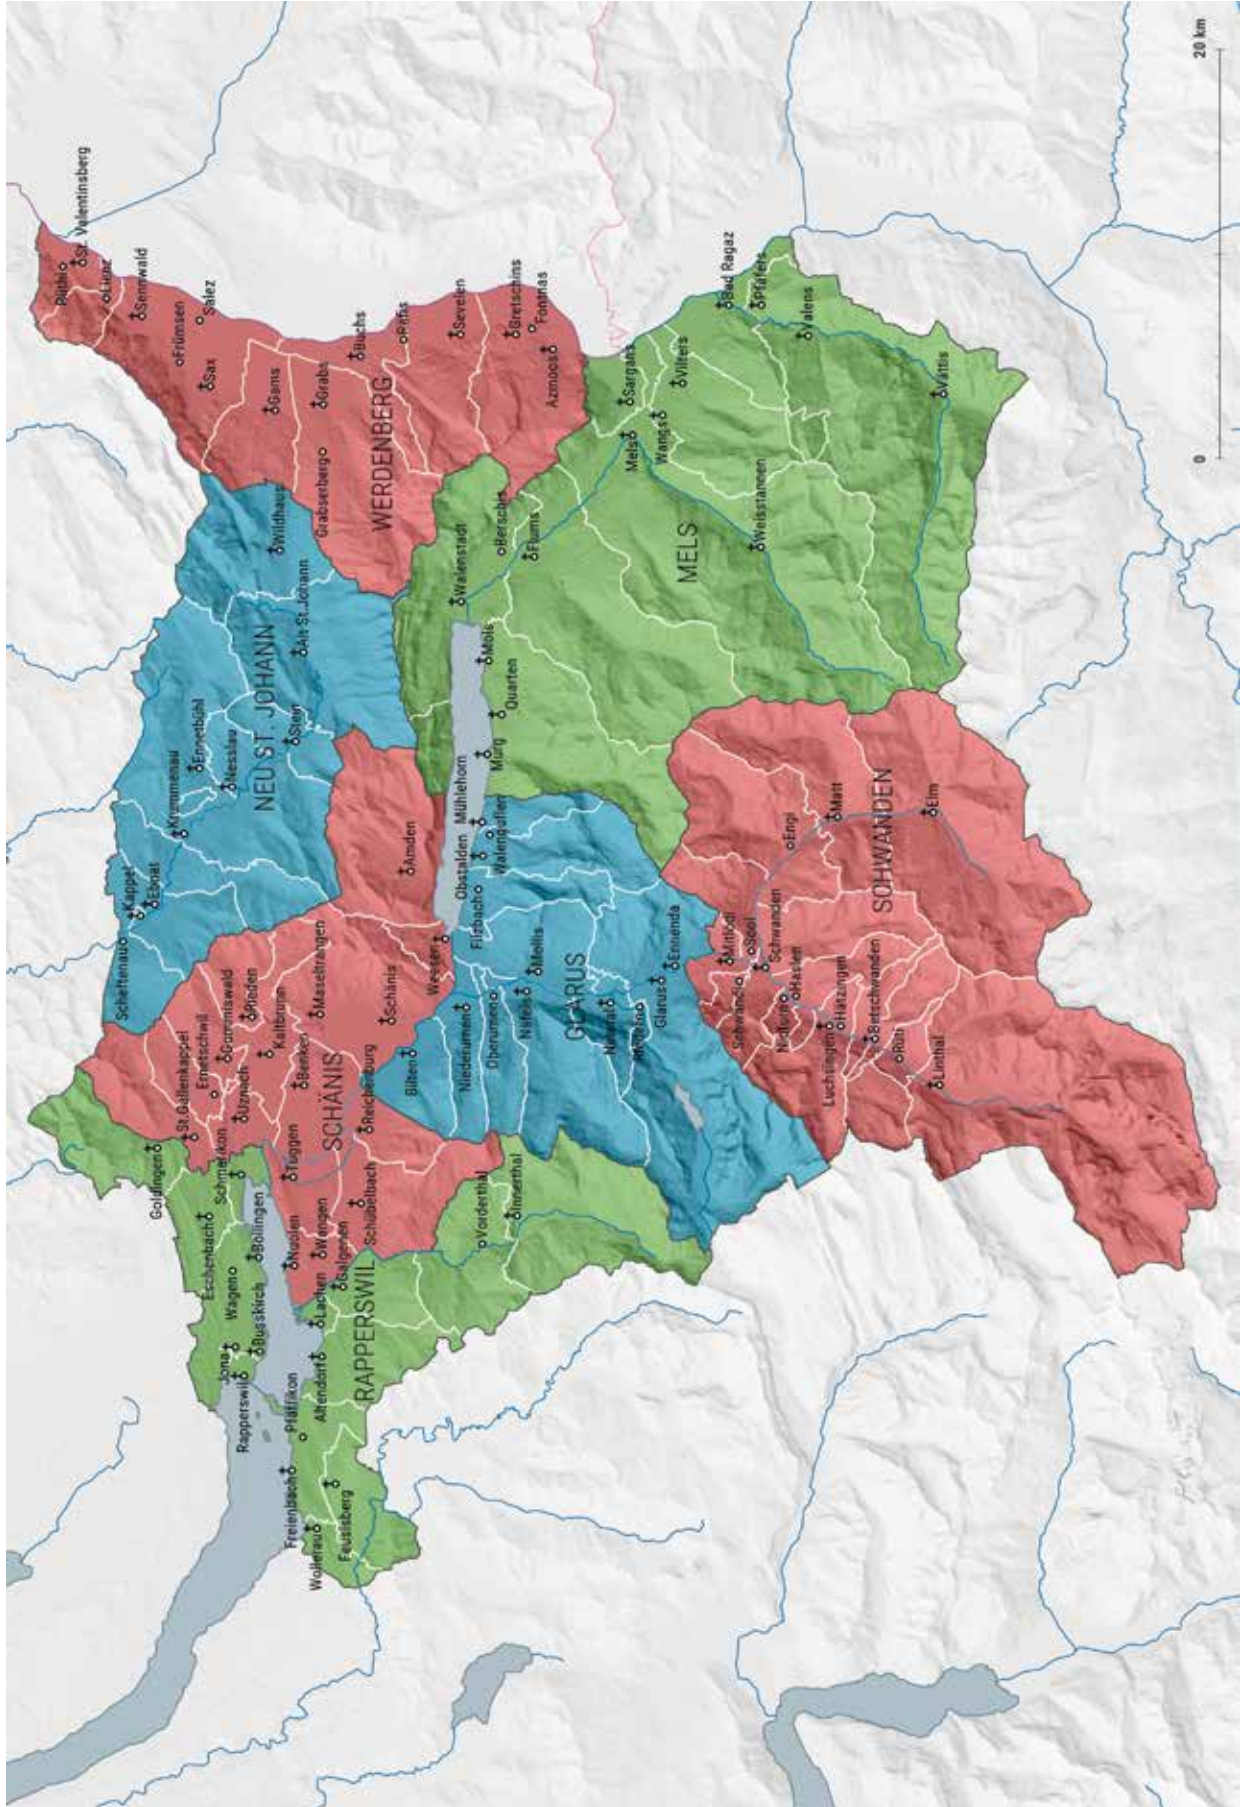 Rüthi
St. Valentinsberg
Lienz
Sennwald
Frümsen
Salez
Sax
Gams
Grabs
Grabserberg
Buchs
Räfis
Sevelen
Gretschins
Fontnas
Azmoos
WERDENBERG
Wildhaus
Alt St.Johann
Stein
Ennetbühl
Nesslau
Krummenau
Kappel
Ebnat
Scheftenau
NEU ST. JOHANN
Sargans
Vilters
Wangs
Mels
Bad Ragaz
Pfäfers
Valens
Vättis
Weisstannen
Berschis
Flums
Walenstadt
Mols
Quarten
Murg
MELS
Amden
Weesen
Maseltrangen
Schänis
Rieden
Gommiswald
Kaltbrunn
Ernetschwil
St.Gallenkappel
Uznach
Benken
Reichenburg
Tuggen
Schübelbach
Wangen
Nuolen
SCHÄNIS
Mühlehorn
Obstalden
Walenguflen
Filzbach
Mollis
Näfels
Oberurnen
Niederurnen
Bilten
Netstal
Riedern
Glarus
Ennenda
GLARUS
Goldingen
Schmerikon
Eschenbach
Bollingen
Wagen
Busskirch
Jona
Rapperswil
Lachen
Galgenen
Altendorf
Pfäffikon
Freienbach
Wollerau
Feusisberg
Vorderthal
Innerthal
RAPPERSWIL
Mitlödi
Sool
Schwanden
Schwändi
Haslen
Nidfurn
Luchsingen
Hätzingen
Betschwanden
Rüti
Linthal
Engi
Matt
Elm
SCHWANDEN
0
20 km